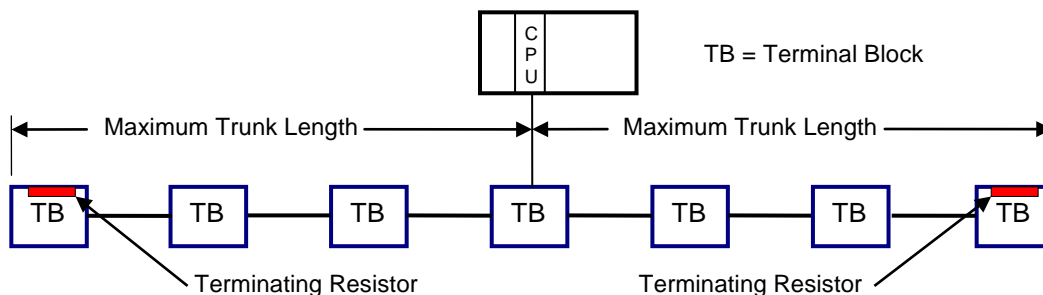 C
P
U
TB = Terminal Block
Maximum Trunk Length
Maximum Trunk Length
TB
TB
TB
TB
TB
TB
TB
Terminating Resistor
Terminating Resistor